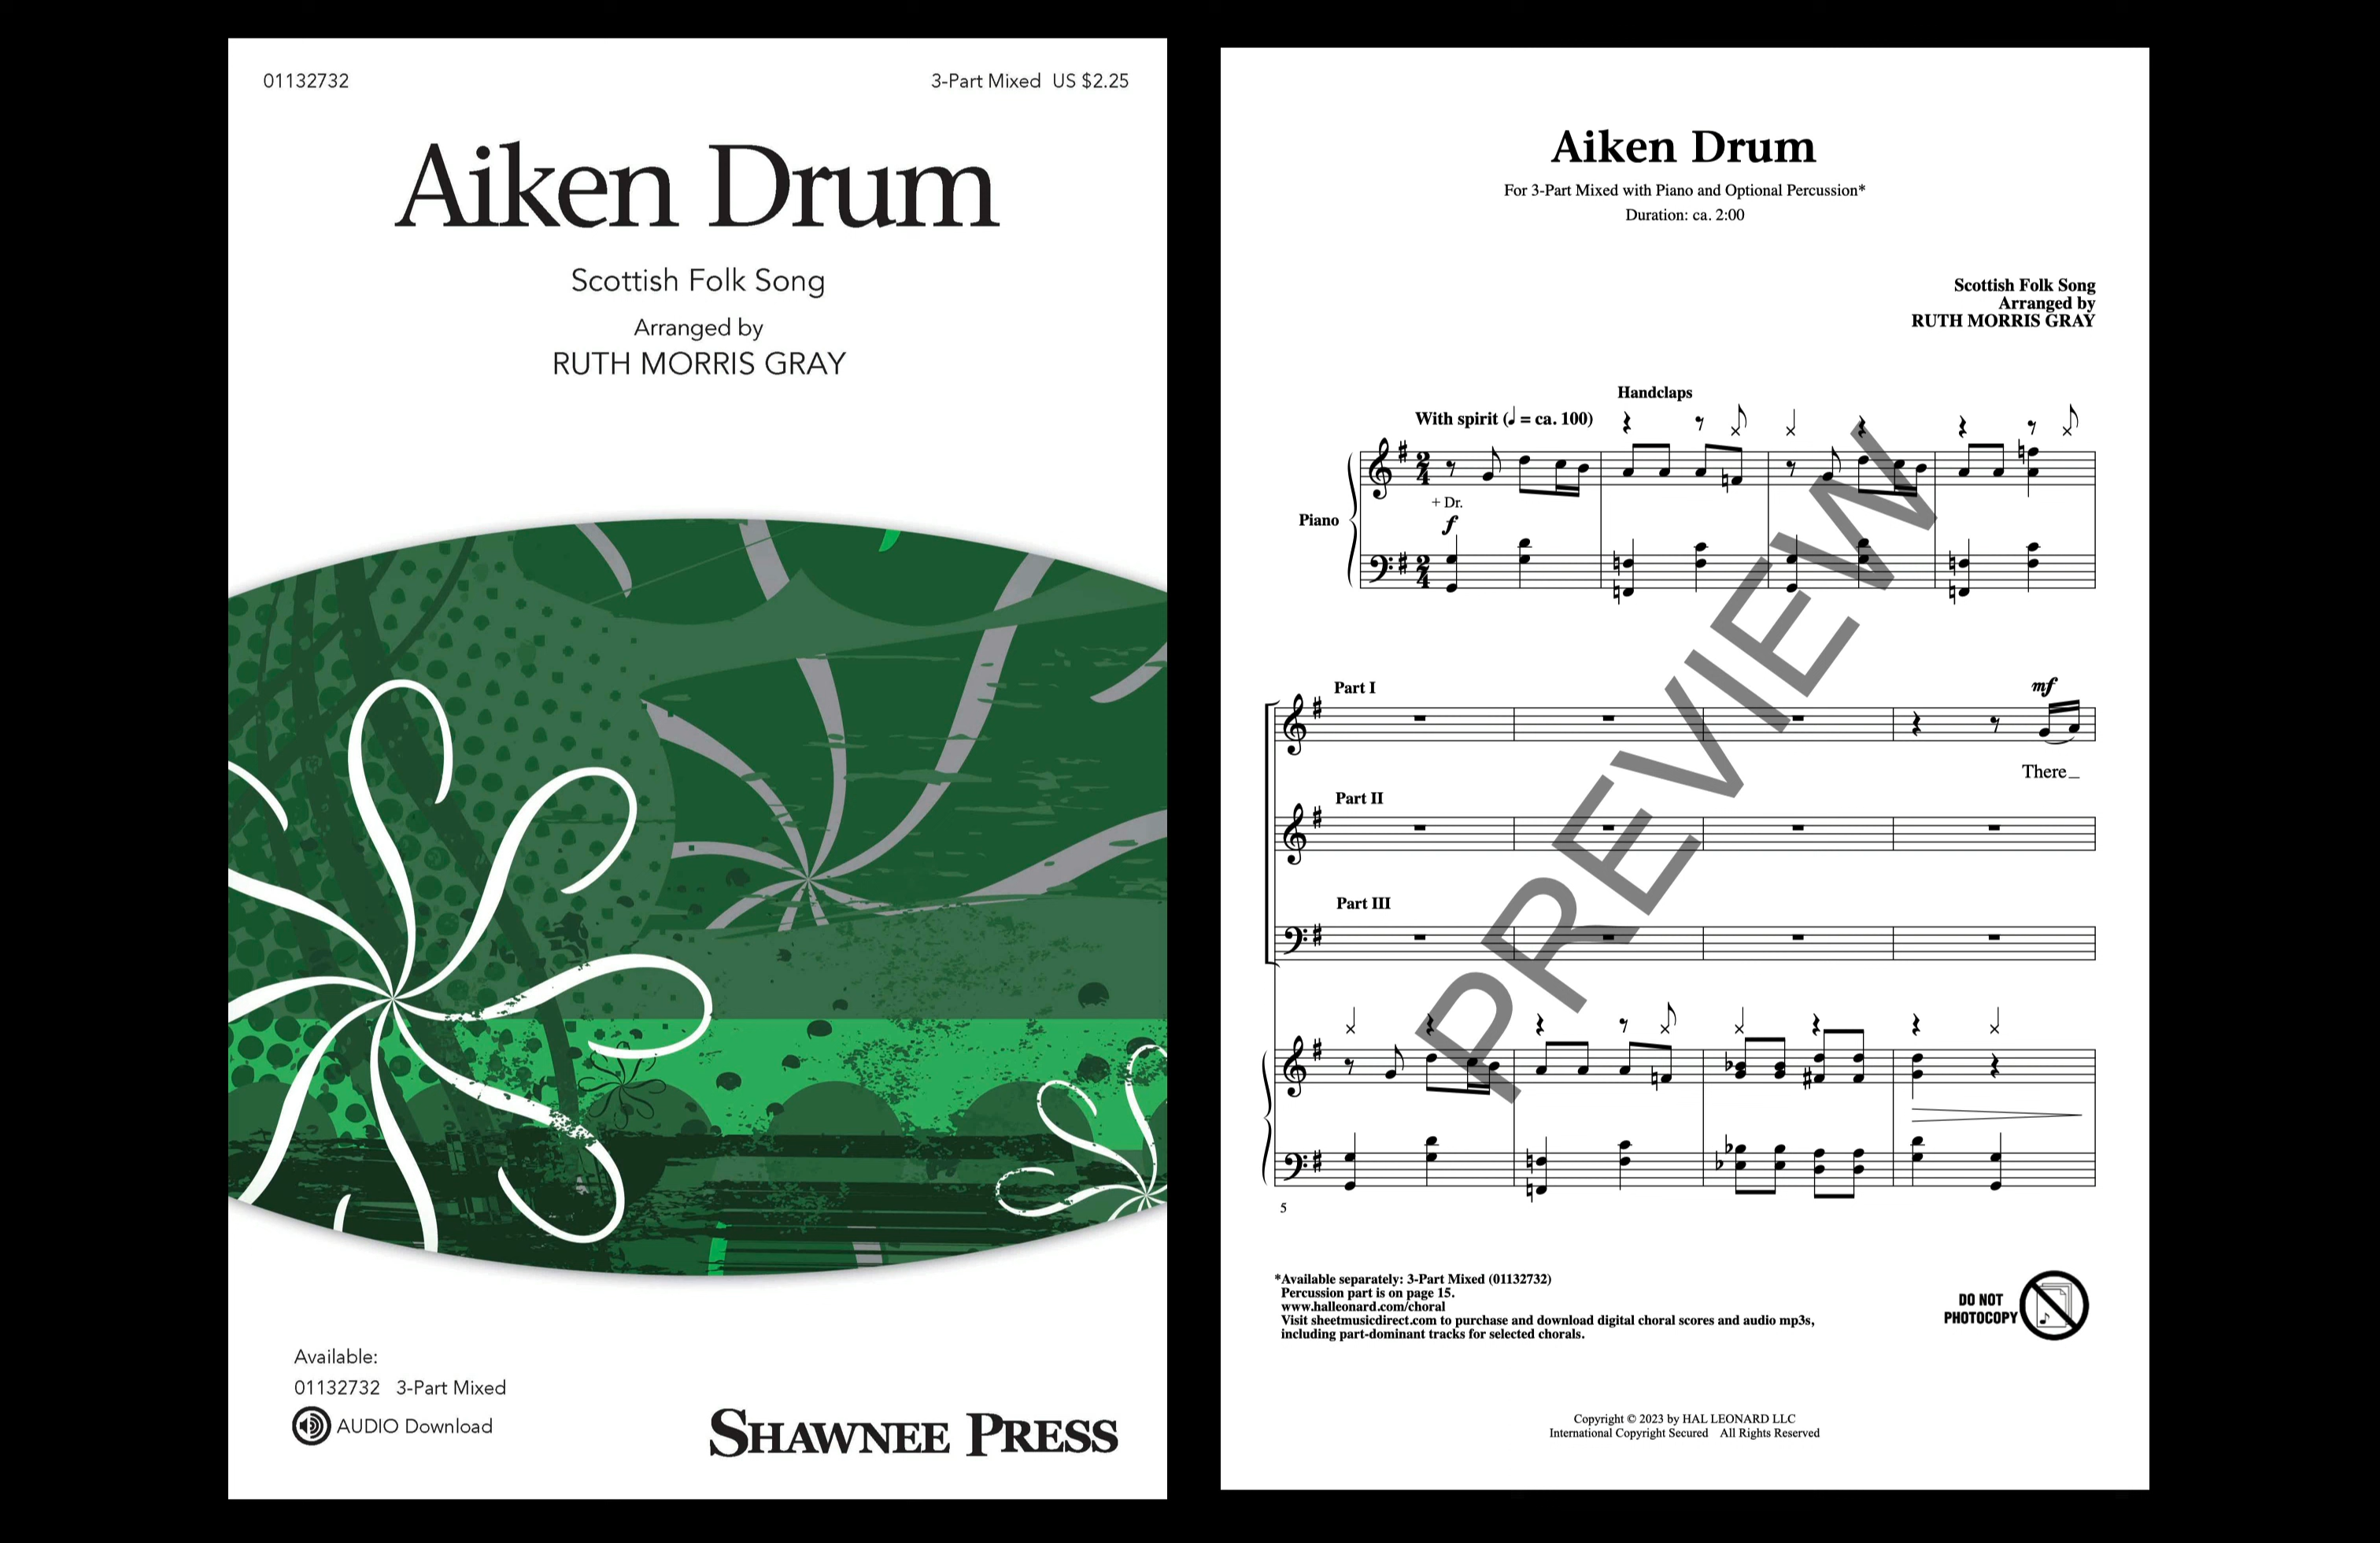 01132732
3-Part Mixed US $2.25
Aiken Drum
Scottish Folk Song
Arranged by
RUTH MORRIS GRAY
Available:
01132732 3-Part Mixed
AUDIO Download
SHAWNEE PRESS
Aiken Drum
For 3-Part Mixed with Piano and Optional Percussion*
Duration: ca. 2:00
Scottish Folk Song
Arranged by
RUTH MORRIS GRAY
Handclaps
With spirit (♩ = ca. 100)
+ Dr.
f
Piano
Part I
mf
There_
Part II
Part III
5
PREVIEW
*Available separately: 3-Part Mixed (01132732)
Percussion part is on page 15.
www.halleonard.com/choral
Visit sheetmusicdirect.com to purchase and download digital choral scores and audio mp3s,
including part-dominant tracks for selected chorals.
DO NOT
PHOTOCOPY
Copyright © 2023 by HAL LEONARD LLC
International Copyright Secured All Rights Reserved